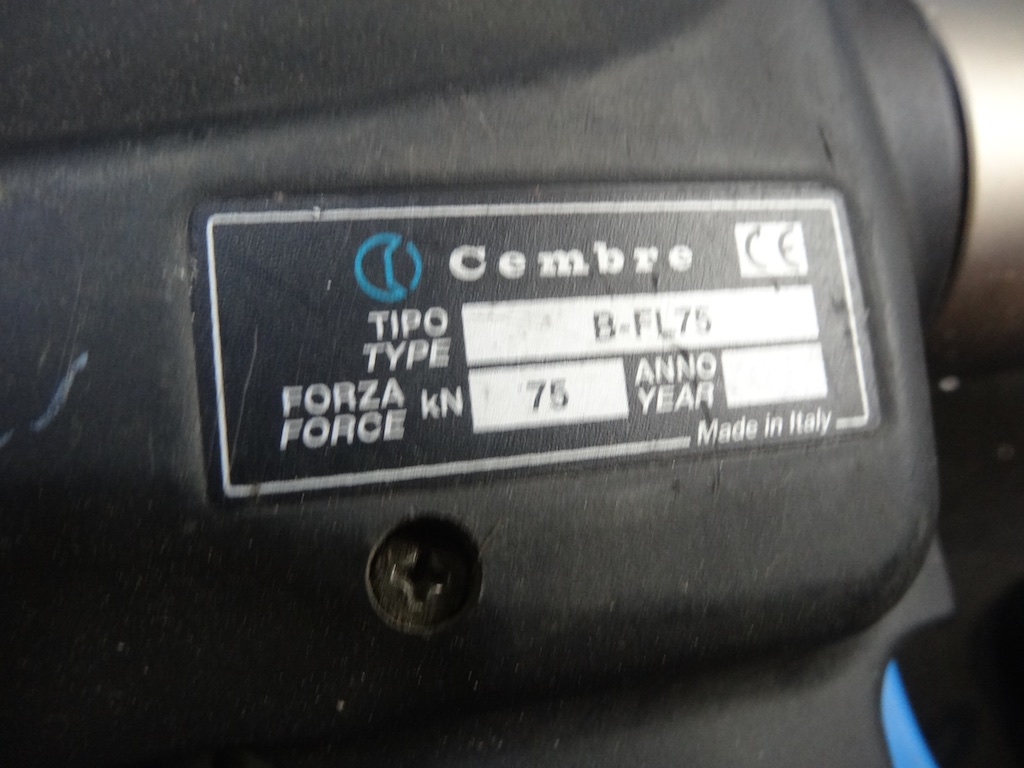 Cembre CE
TIPO
TYPE B-FL75
FORZA
FORCE kN 75 ANNO
YEAR
Made in Italy